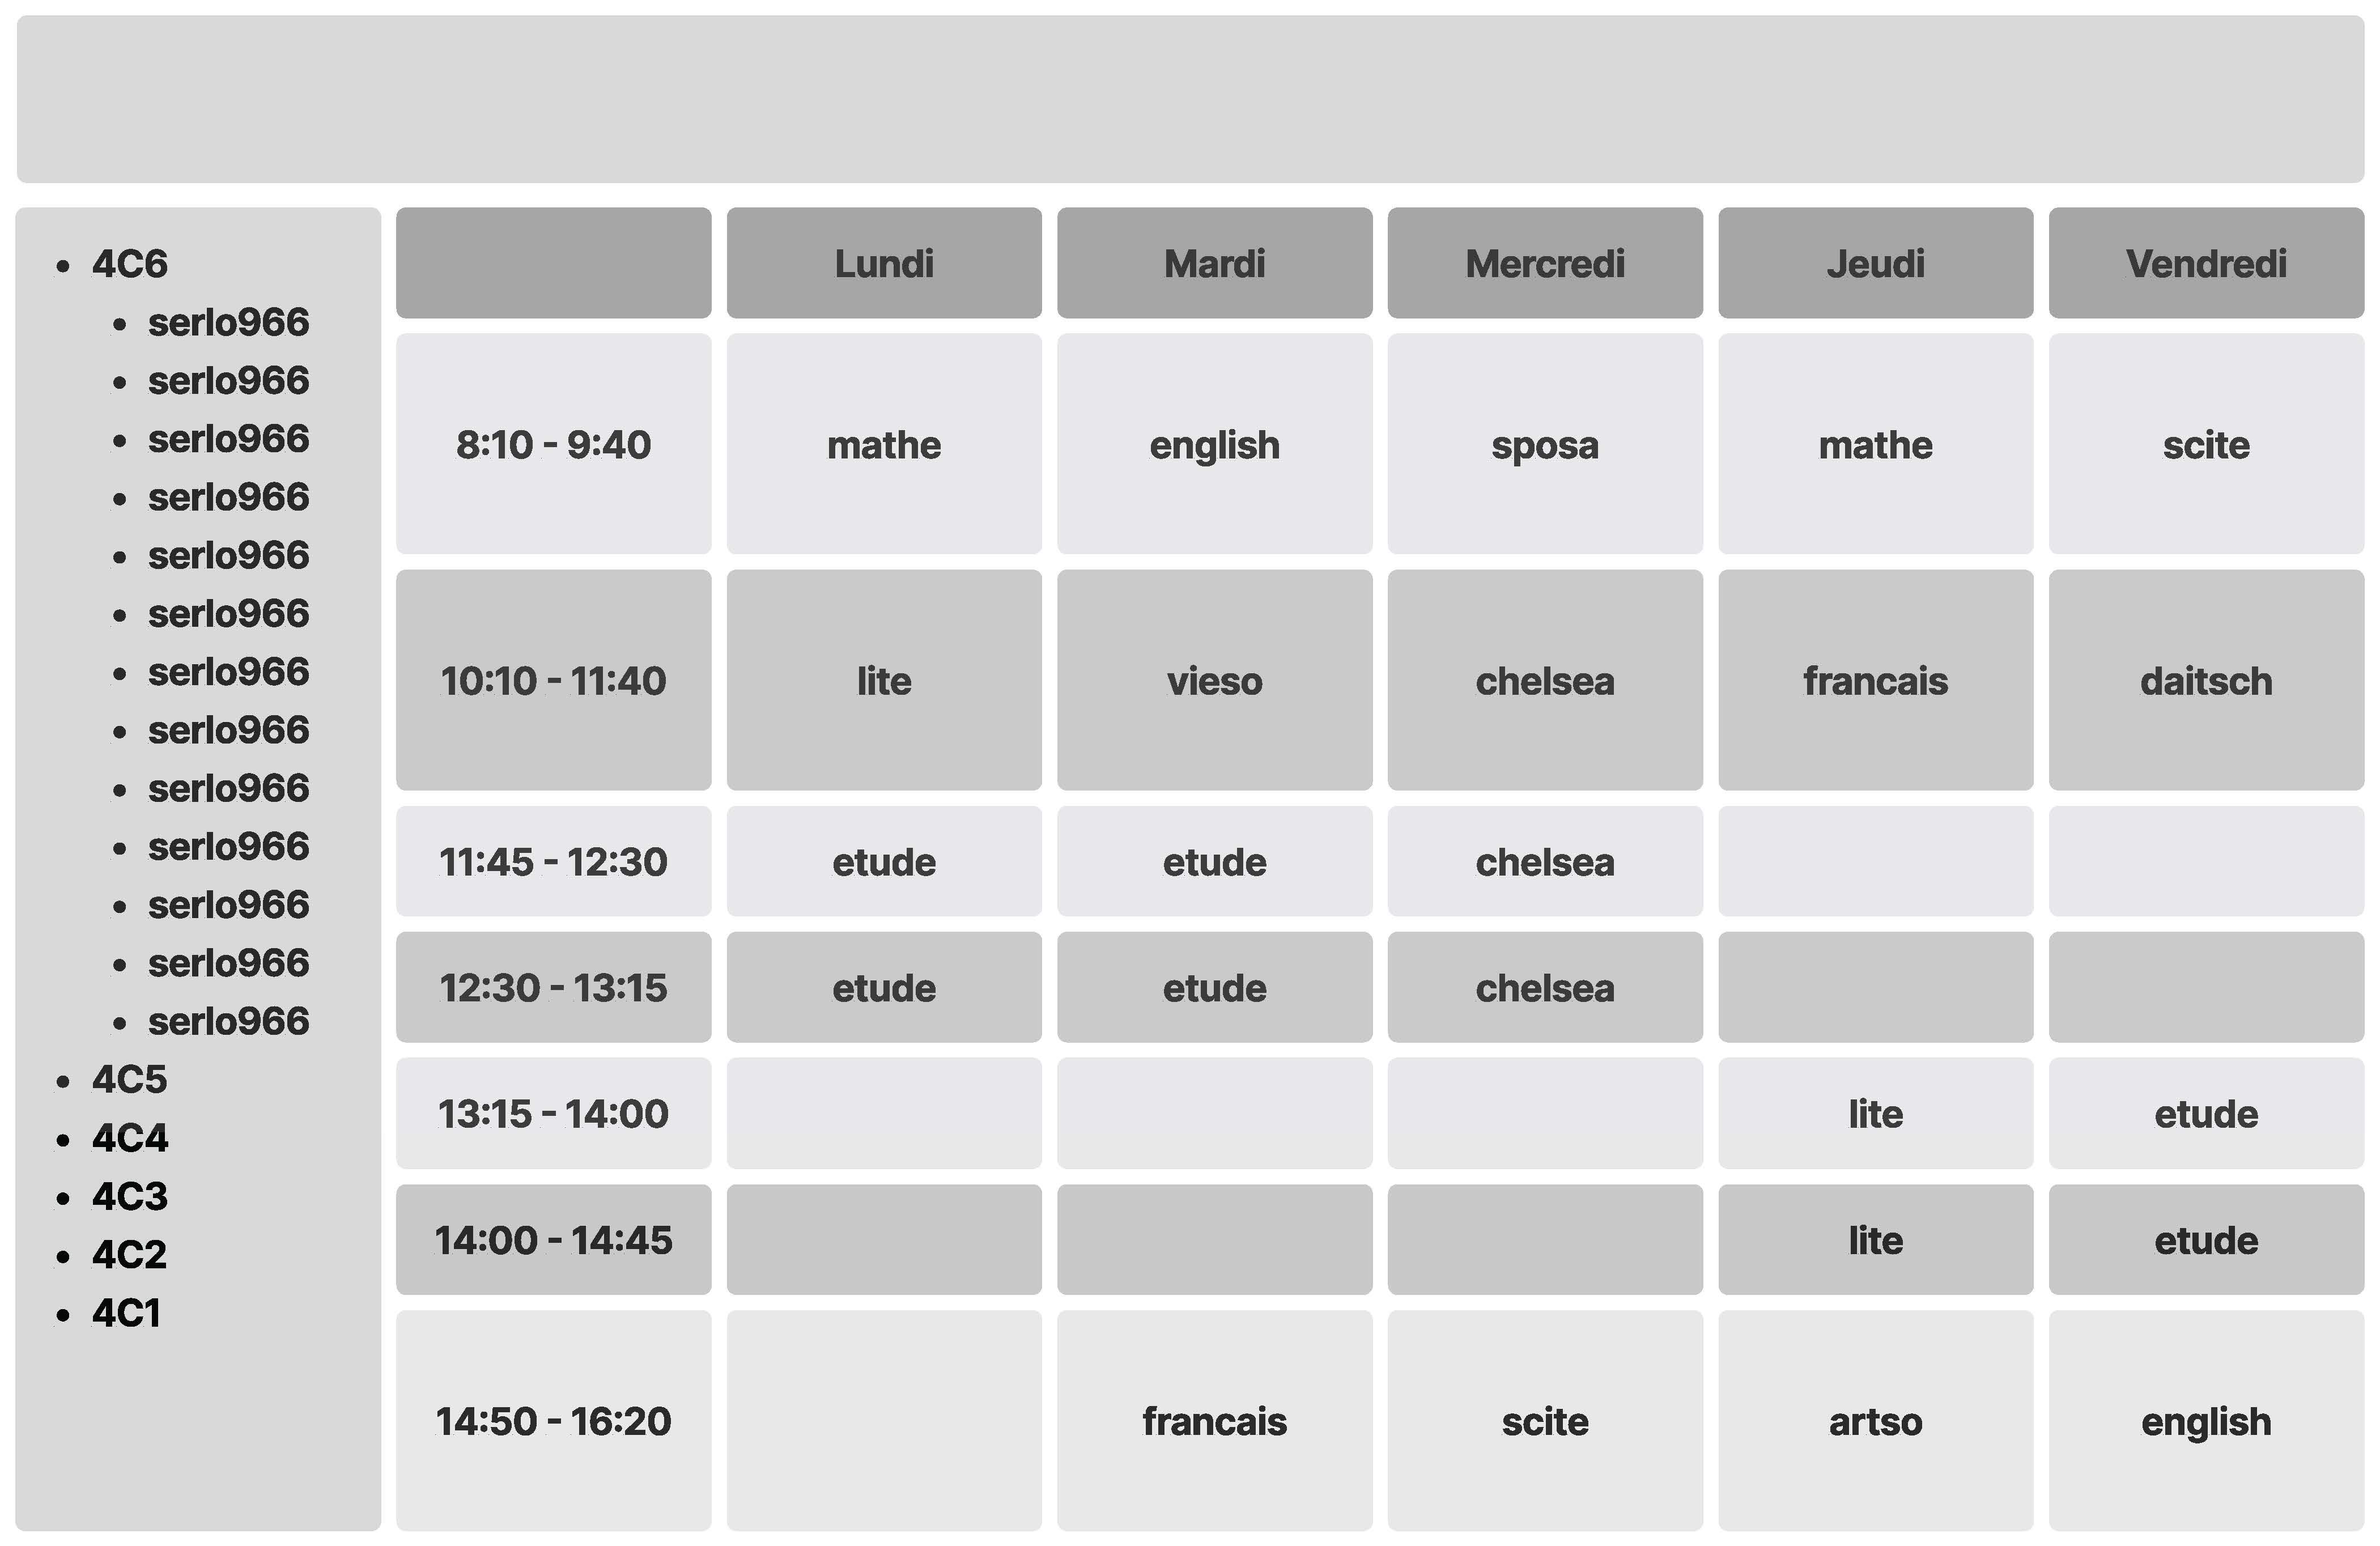 4C6
serlo966
serlo966
serlo966
serlo966
serlo966
serlo966
serlo966
serlo966
serlo966
serlo966
serlo966
serlo966
serlo966
4C5
4C4
4C3
4C2
4C1
Lundi Mardi Mercredi Jeudi Vendredi
8:10 - 9:40 mathe english sposa mathe scite
10:10 - 11:40 lite vieso chelsea francais daitsch
11:45 - 12:30 etude etude chelsea
12:30 - 13:15 etude etude chelsea
13:15 - 14:00 lite etude
14:00 - 14:45 lite etude
14:50 - 16:20 francais scite artso english